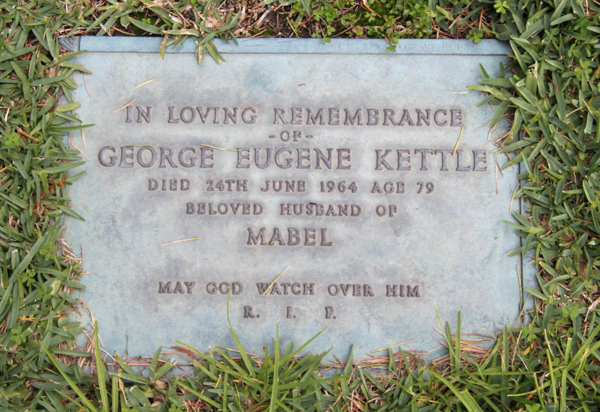 IN LOVING REMEMBRANCE
-OF-
GEORGE EUGENE KETTLE
DIED 24TH JUNE 1964 AGE 79
BELOVED HUSBAND OF
MABEL
MAY GOD WATCH OVER HIM
R. I. P.